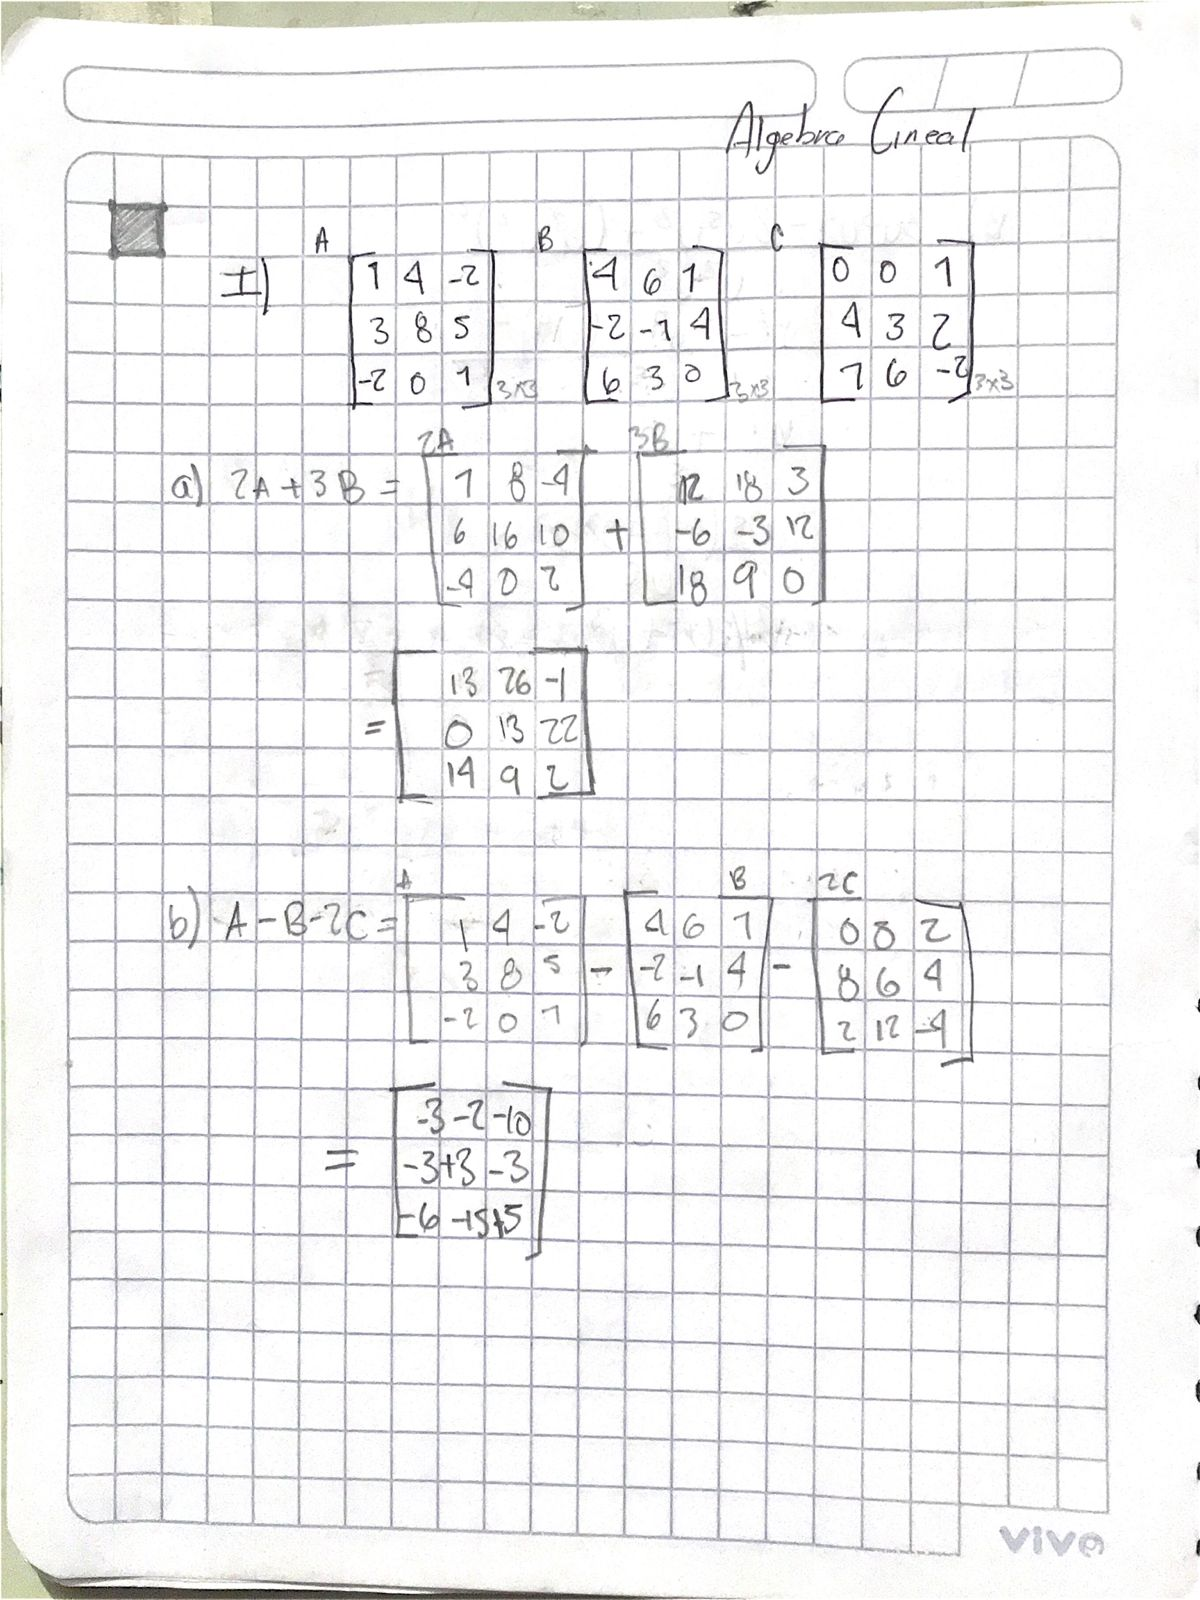 Algebra Lineal
A B C
I) [1 4 -2 [4 6 1 [0 0 1
3 8 5 -2 -1 4 4 3 2
-2 0 1]3x3 6 3 0]3x3 1 6 -2]3x3
2A 3B
a) 2A+3B = [1 8 -4 [12 18 3
6 16 10 + -6 -3 12
-4 0 2] 18 9 0]
[13 26 -1
= 0 13 22
14 9 2]
A B 2C
b) A-B-2C= [1 4 -2 [4 6 1 [0 0 2
3 8 5 - -2 -1 4 - 8 6 4
-2 0 1] 6 3 0] 2 12 -4]
[-3 -2 -10
= -3 +3 -3
-6 -15 +5]
vivo